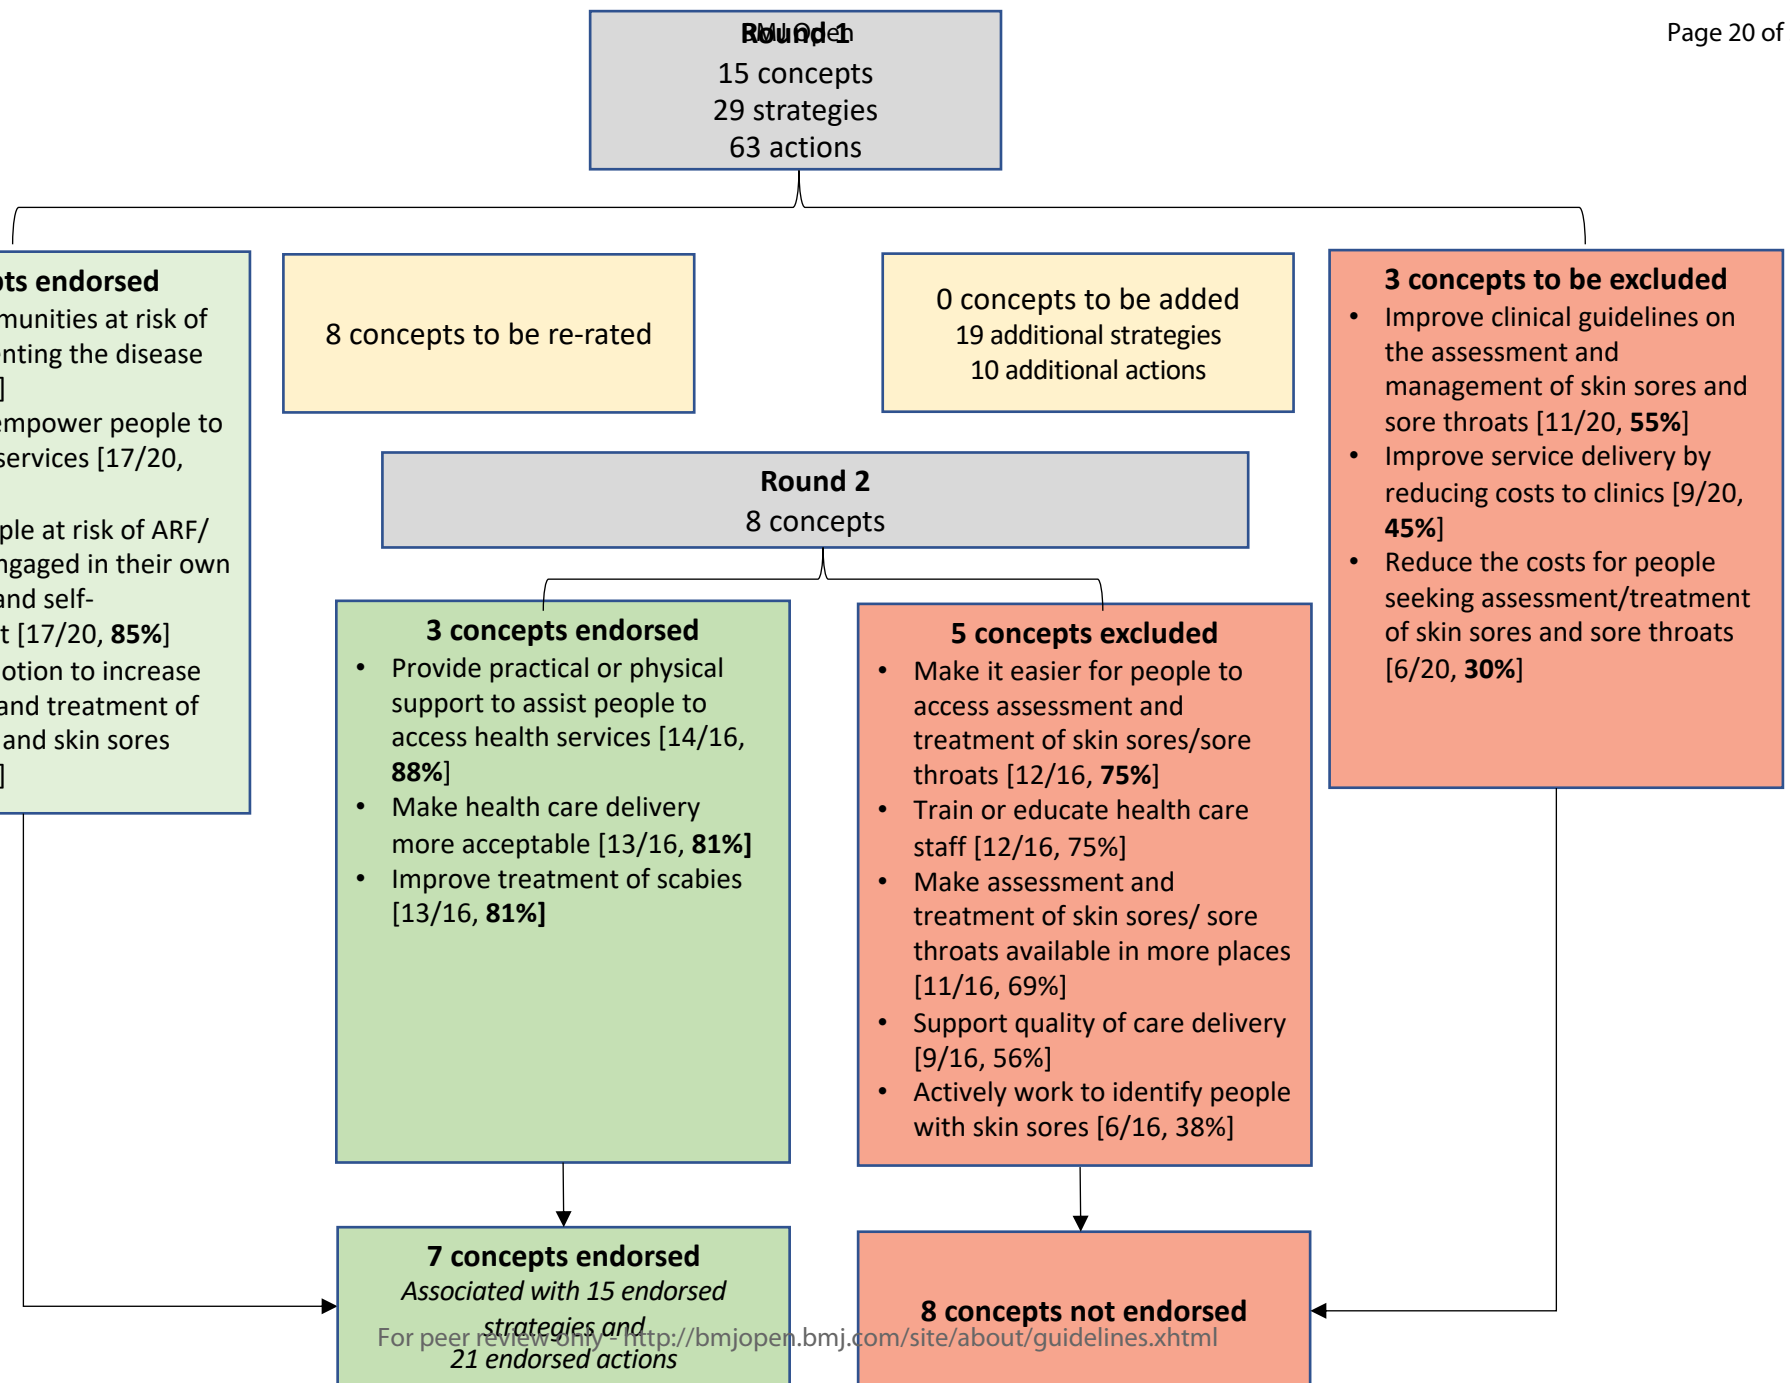 BMJ Open
Page 20 of
Round 1
15 concepts
29 strategies
63 actions
pts endorsed
munities at risk of
enting the disease
]
empower people to
services [17/20,
ple at risk of ARF/
ngaged in their own
and self-
t [17/20, 85%]
otion to increase
and treatment of
and skin sores
]
8 concepts to be re-rated
0 concepts to be added
19 additional strategies
10 additional actions
3 concepts to be excluded
• Improve clinical guidelines on
the assessment and
management of skin sores and
sore throats [11/20, 55%]
• Improve service delivery by
reducing costs to clinics [9/20,
45%]
• Reduce the costs for people
seeking assessment/treatment
of skin sores and sore throats
[6/20, 30%]
Round 2
8 concepts
3 concepts endorsed
• Provide practical or physical
support to assist people to
access health services [14/16,
88%]
• Make health care delivery
more acceptable [13/16, 81%]
• Improve treatment of scabies
[13/16, 81%]
5 concepts excluded
• Make it easier for people to
access assessment and
treatment of skin sores/sore
throats [12/16, 75%]
• Train or educate health care
staff [12/16, 75%]
• Make assessment and
treatment of skin sores/ sore
throats available in more places
[11/16, 69%]
• Support quality of care delivery
[9/16, 56%]
• Actively work to identify people
with skin sores [6/16, 38%]
7 concepts endorsed
Associated with 15 endorsed
strategies and
21 endorsed actions
8 concepts not endorsed
For peer review only - http://bmjopen.bmj.com/site/about/guidelines.xhtml